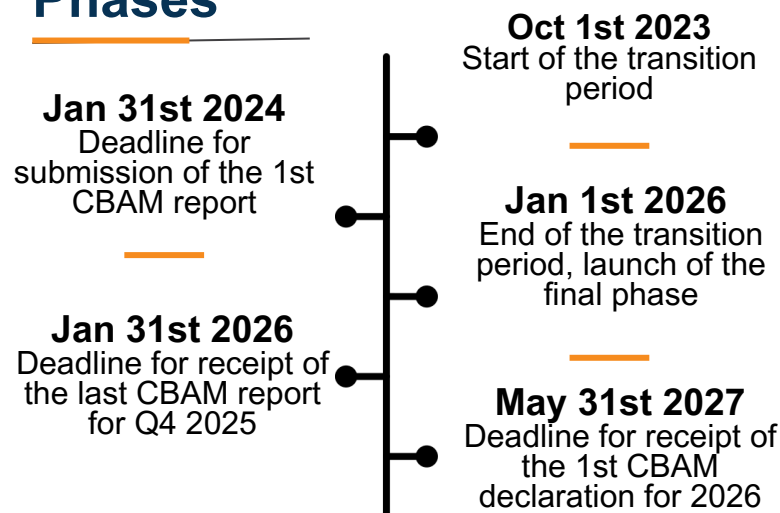 Phases
Oct 1st 2023
Start of the transition
period
Jan 31st 2024
Deadline for
submission of the 1st
CBAM report
Jan 1st 2026
End of the transition
period, launch of the
final phase
Jan 31st 2026
Deadline for receipt of
the last CBAM report
for Q4 2025
May 31st 2027
Deadline for receipt of
the 1st CBAM
declaration for 2026